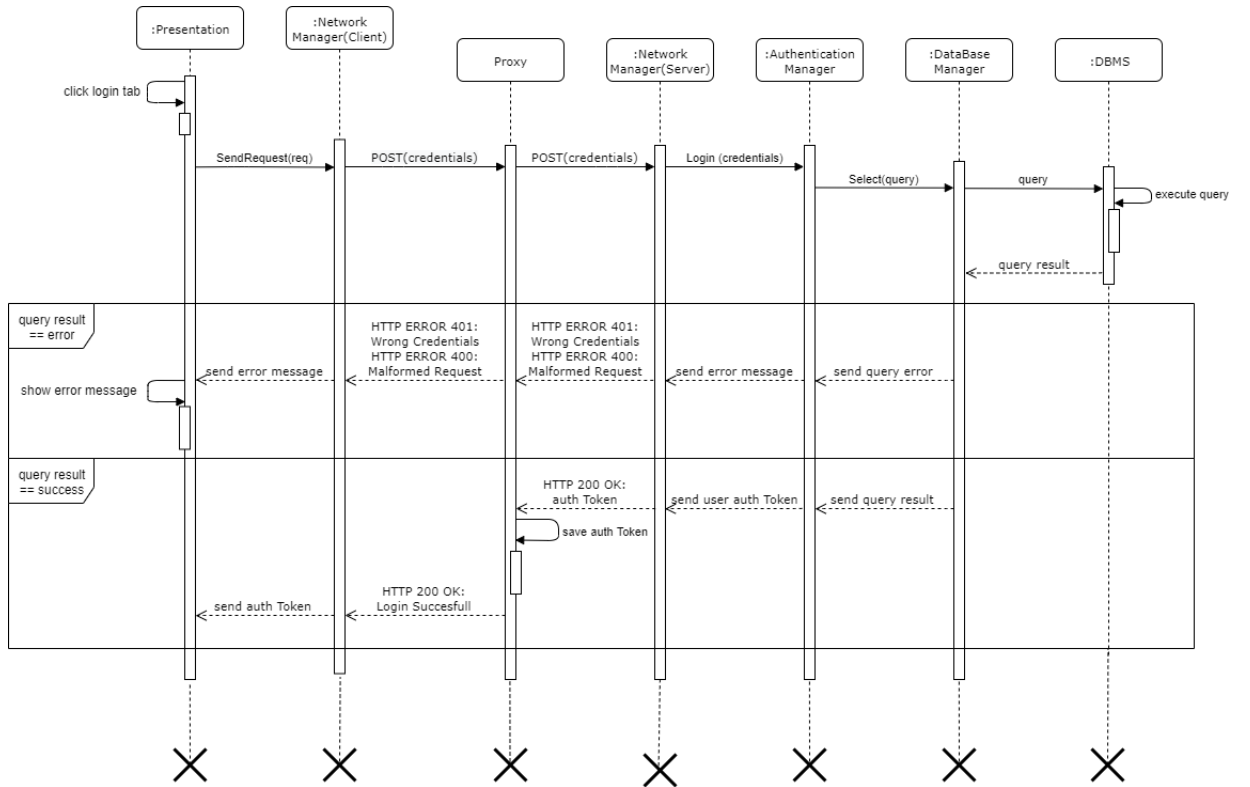 :Presentation
:Network
Manager(Client)
Proxy
:Network
Manager(Server)
:Authentication
Manager
:DataBase
Manager
:DBMS
click login tab
SendRequest(req)
POST(credentials)
POST(credentials)
Login (credentials)
Select(query)
query
execute query
query result
query result
== error
HTTP ERROR 401:
Wrong Credentials
HTTP ERROR 400:
Malformed Request
HTTP ERROR 401:
Wrong Credentials
HTTP ERROR 400:
Malformed Request
send error message
send error message
send query error
show error message
query result
== success
HTTP 200 OK:
auth Token
send user auth Token
send query result
save auth Token
HTTP 200 OK:
Login Succesfull
send auth Token